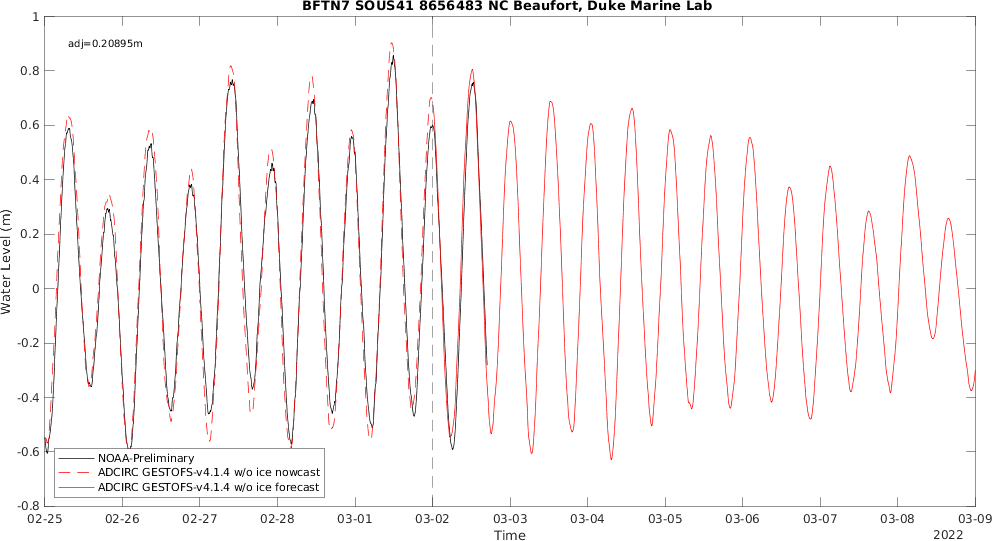 BFTN7 SOUS41 8656483 NC Beaufort, Duke Marine Lab
adj=0.20895m
Water Level (m)
1
0.8
0.6
0.4
0.2
0
-0.2
-0.4
-0.6
-0.8
NOAA-Preliminary
ADCIRC GESTOFS-v4.1.4 w/o ice nowcast
ADCIRC GESTOFS-v4.1.4 w/o ice forecast
02-25 02-26 02-27 02-28 03-01 03-02 03-03 03-04 03-05 03-06 03-07 03-08 03-09
Time
2022